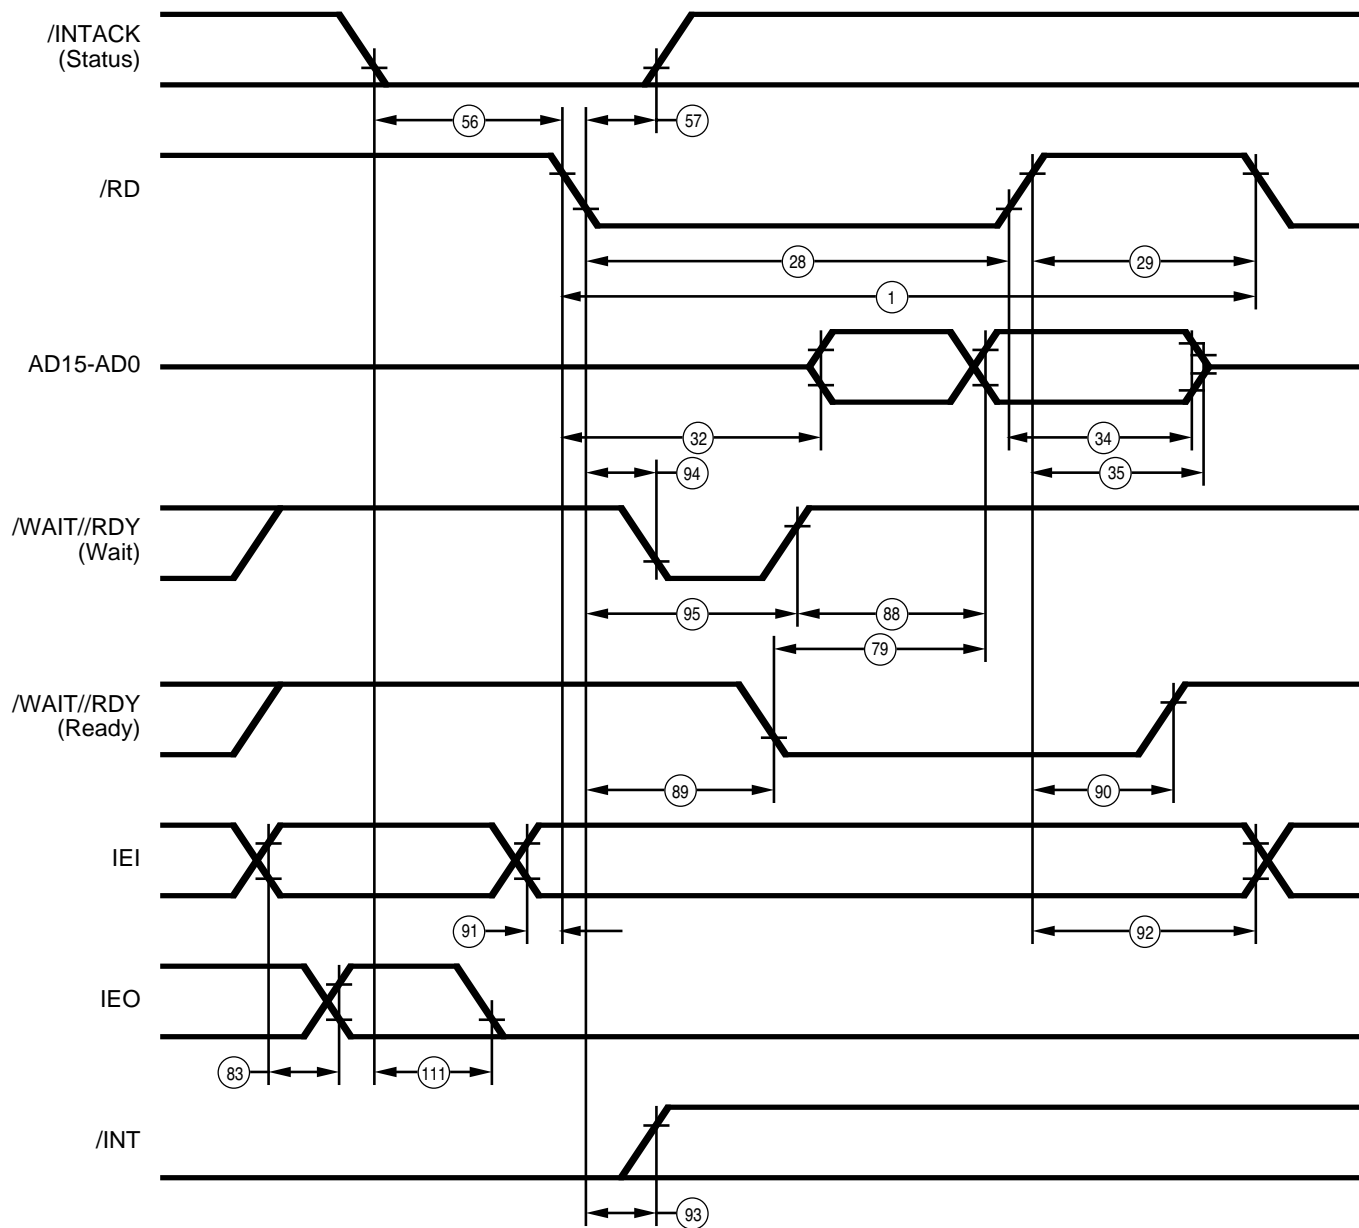 /INTACK
(Status)
56
57
/RD
28
29
1
AD15-AD0
32
34
94
35
/WAIT//RDY
(Wait)
95
88
79
/WAIT//RDY
(Ready)
89
90
IEI
91
92
IEO
83
111
/INT
93